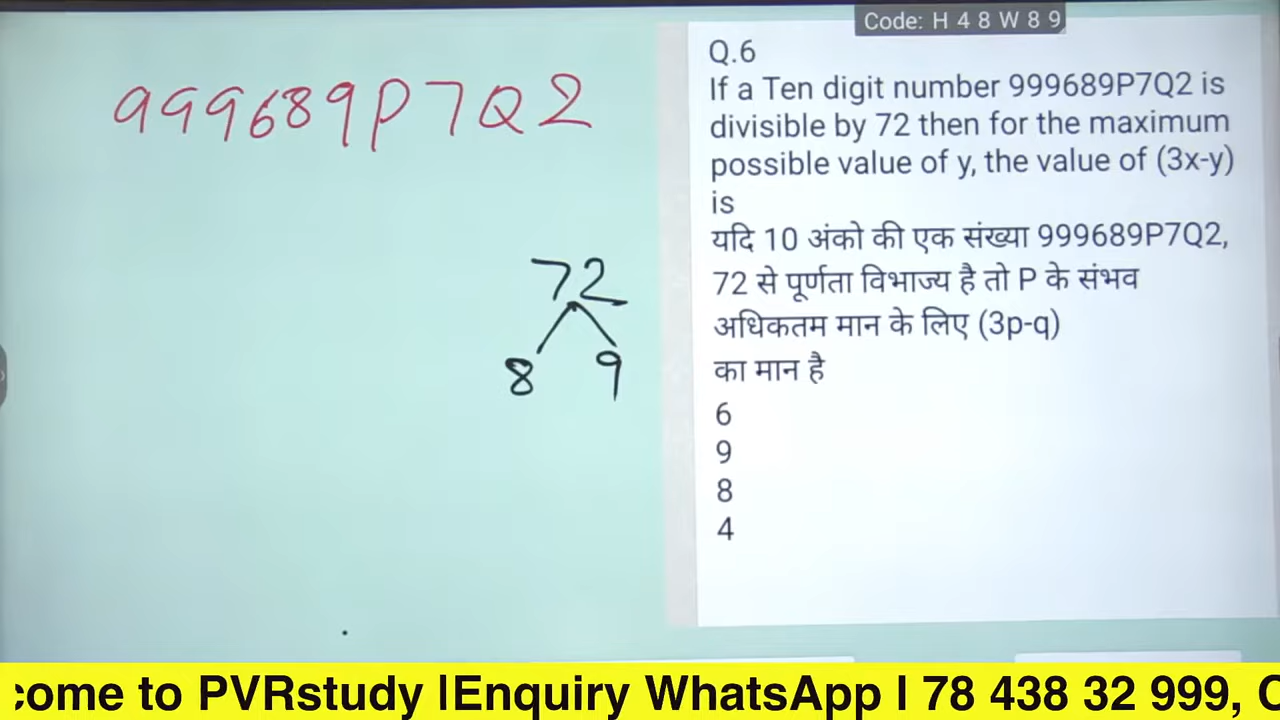 Code: H 4 8 W 8 9
999689P7Q2
72
8 9
Q.6
If a Ten digit number 999689P7Q2 is
divisible by 72 then for the maximum
possible value of y, the value of (3x-y)
is
यदि 10 अंको की एक संख्या 999689P7Q2,
72 से पूर्णता विभाज्य है तो P के संभव
अधिकतम मान के लिए (3p-q)
का मान है
6
9
8
4
come to PVRstudy |Enquiry WhatsApp I 78 438 32 999,